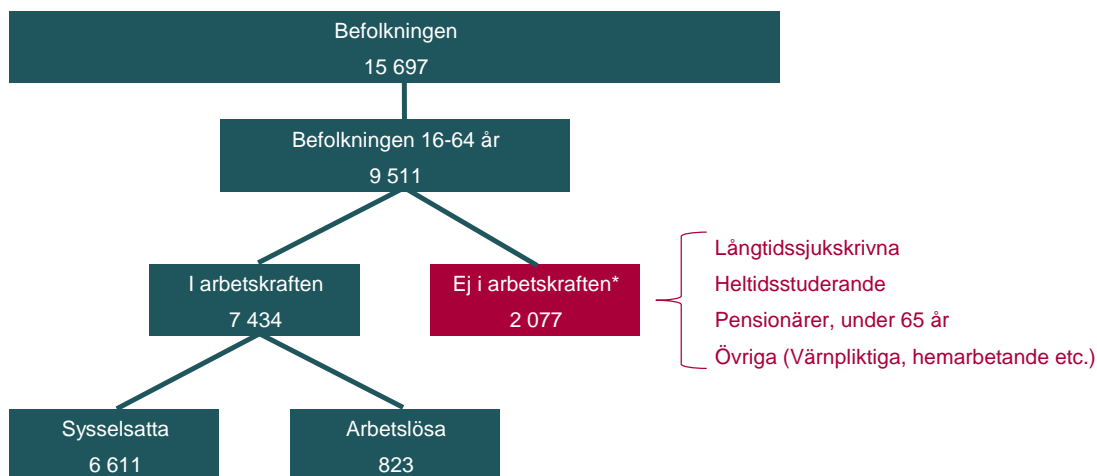 Befolkningen
15 697
Befolkningen 16-64 år
9 511
I arbetskraften
7 434
Ej i arbetskraften*
2 077
Långtidssjukskrivna
Heltidsstuderande
Pensionärer, under 65 år
Övriga (Värnpliktiga, hemarbetande etc.)
Sysselsatta
6 611
Arbetslösa
823